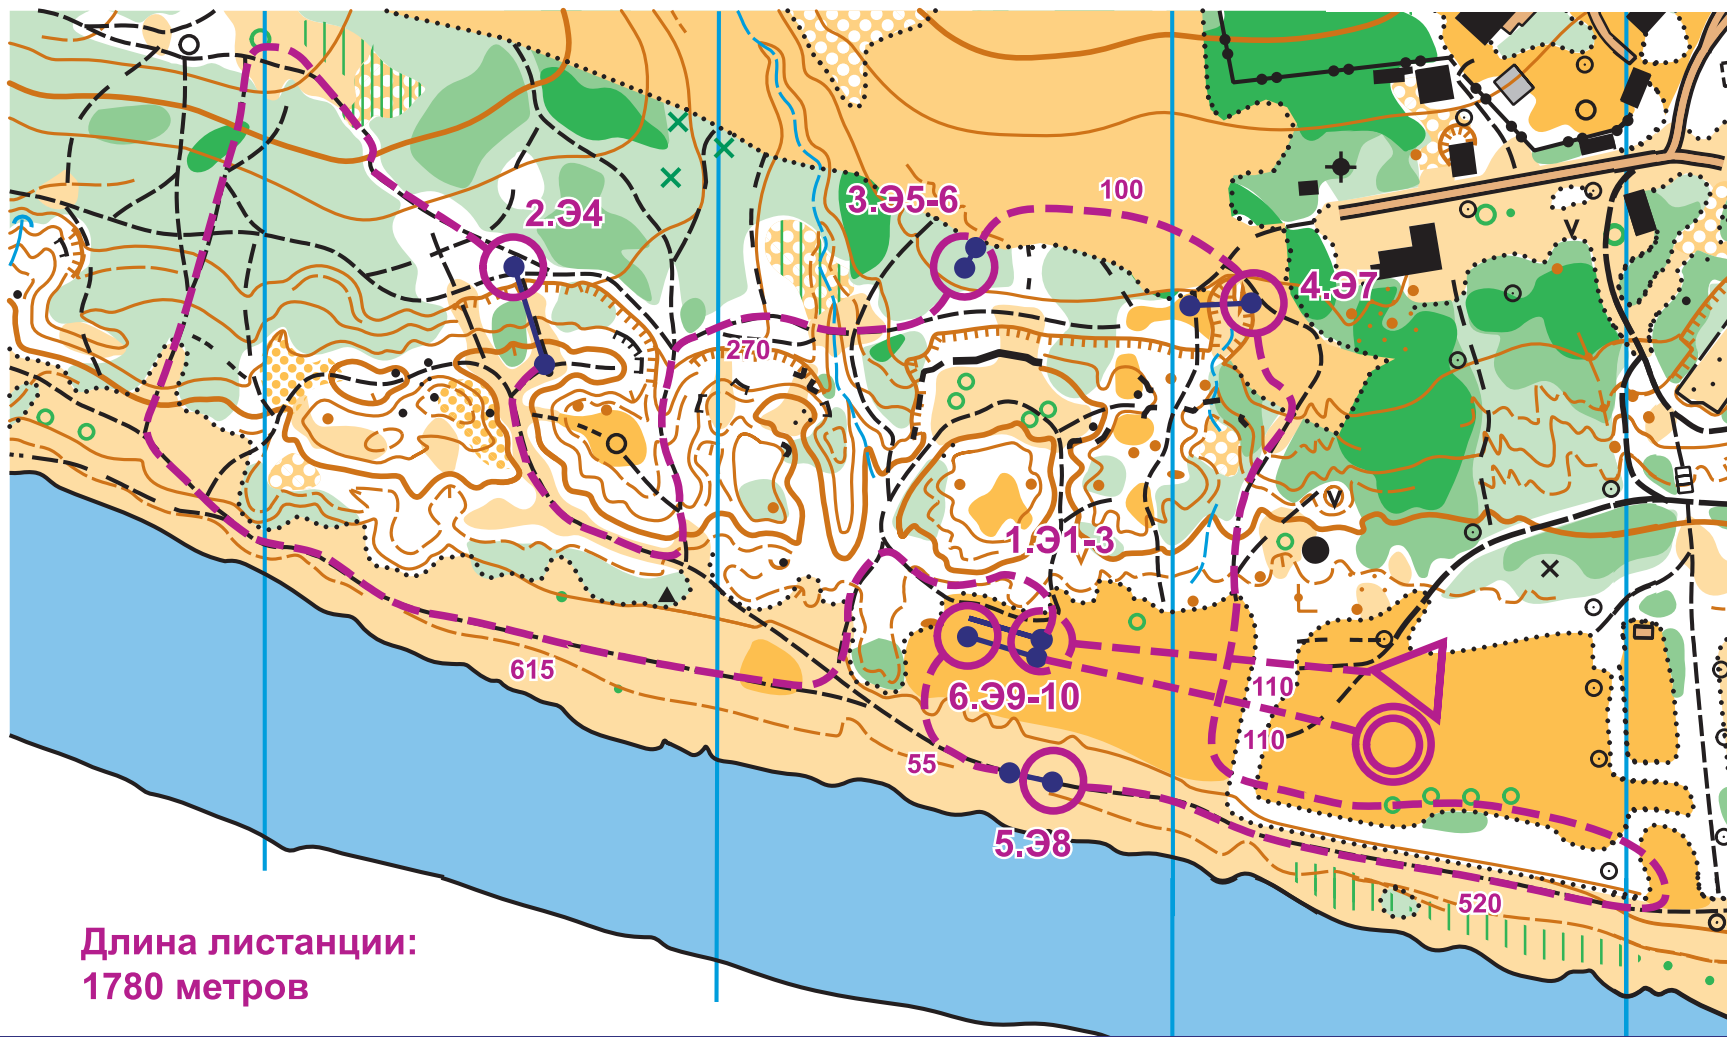 2.Э4
3.Э5-6
100
4.Э7
270
1.Э1-3
615
6.Э9-10
110
110
55
5.Э8
520
Длина листанции:
1780 метров